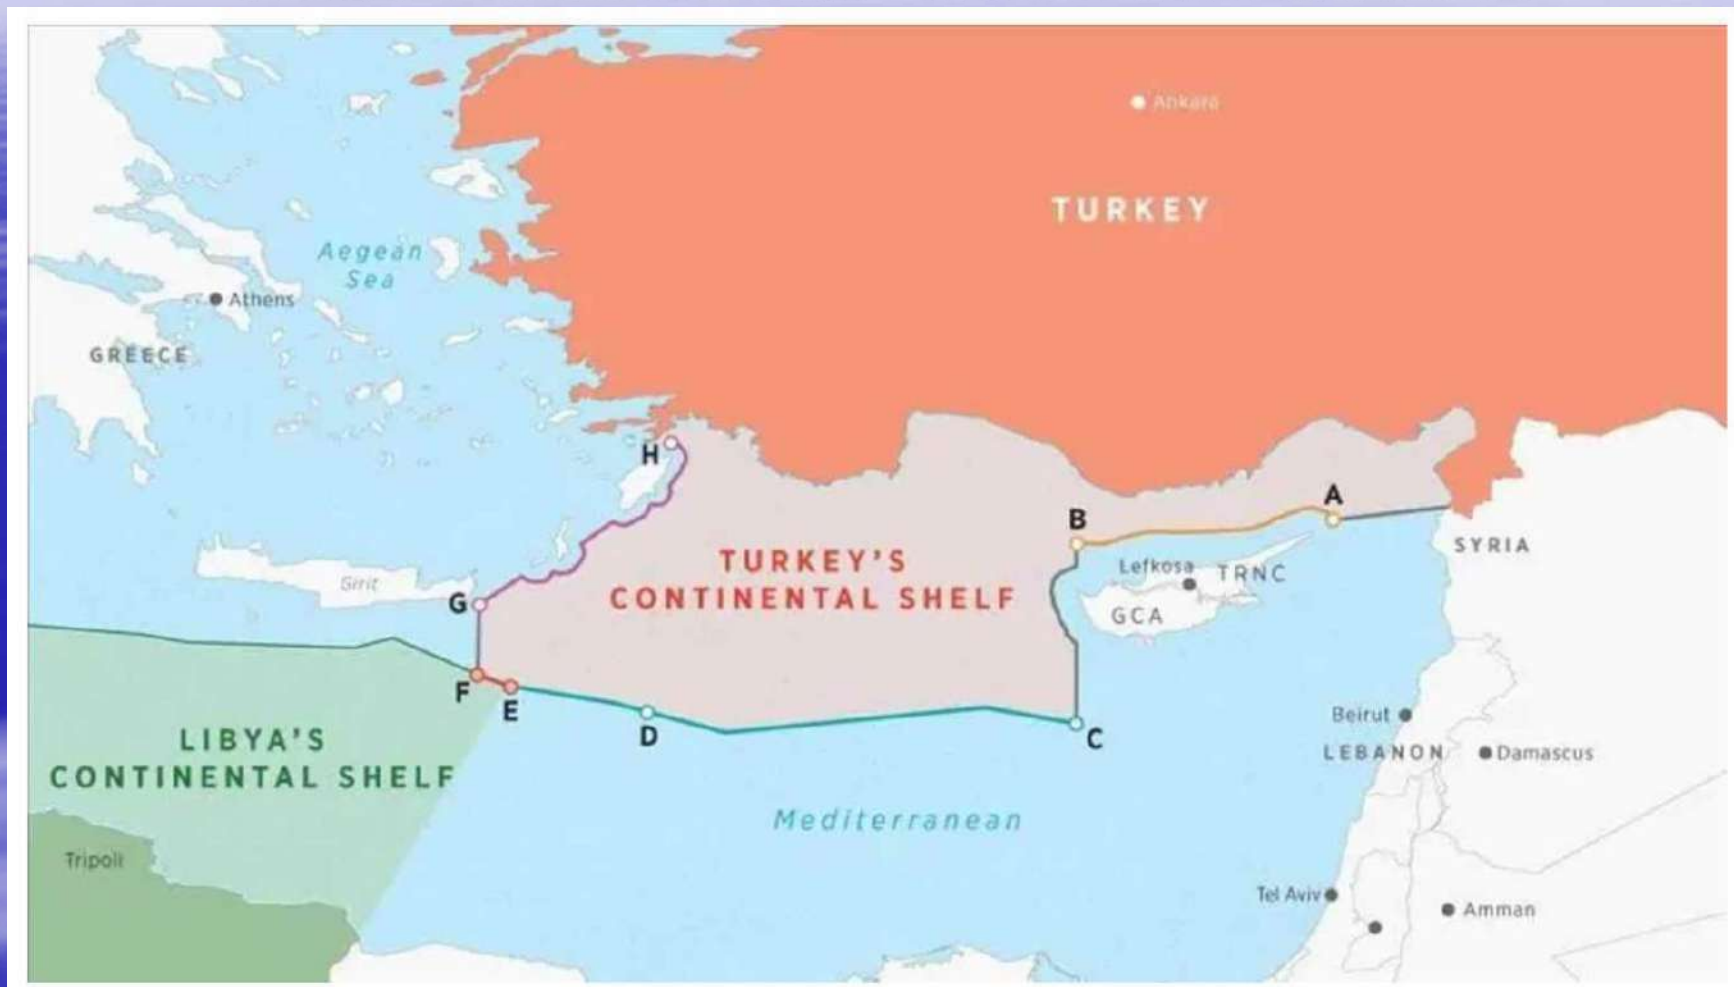 Ankara
TURKEY
Aegean
Sea
Athens
GREECE
H
A
B
SYRIA
TURKEY'S
CONTINENTAL SHELF
Lefkosa
TRNC
GCA
Girit
G
F
E
D
C
LIBYA'S
CONTINENTAL SHELF
Beirut
LEBANON
Damascus
Mediterranean
Tripoli
Tel Aviv
Amman